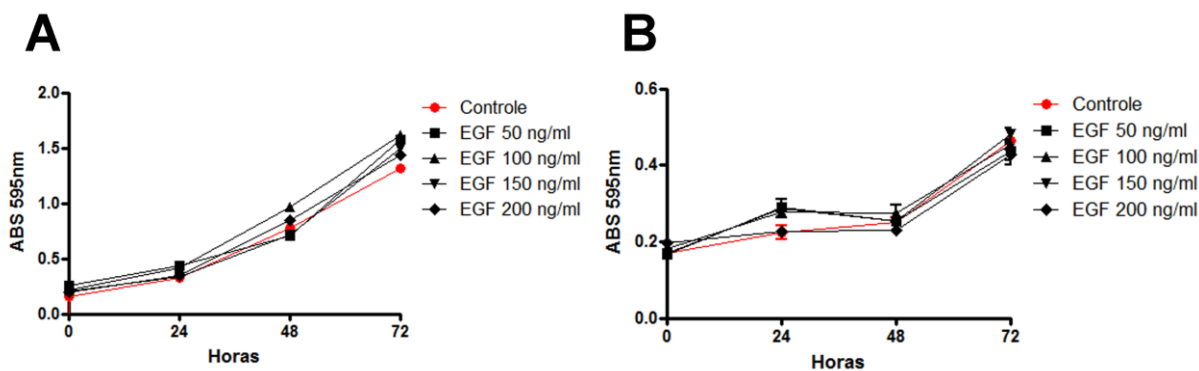 A
2.0
1.5
1.0
0.5
0.0
ABS 595nm
0 24 48 72
Horas
Controle
EGF 50 ng/ml
EGF 100 ng/ml
EGF 150 ng/ml
EGF 200 ng/ml
B
0.6
0.4
0.2
0.0
ABS 595nm
0 24 48 72
Horas
Controle
EGF 50 ng/ml
EGF 100 ng/ml
EGF 150 ng/ml
EGF 200 ng/ml